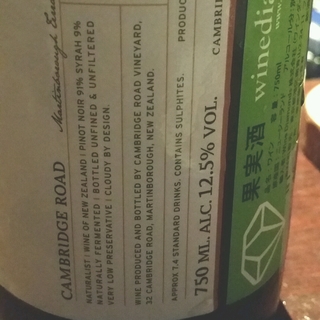 Martinborough
CAMBRIDGE ROAD
NATURALIST | WINE OF NEW ZEALAND | PINOT NOIR 91% SYRAH 9%
NATURALLY FERMENTED | BOTTLED UNFINED & UNFILTERED
VERY LOW PRESERVATIVE | CLOUDY BY DESIGN.
WINE PRODUCED AND BOTTLED BY CAMBRIDGE ROAD VINEYARD,
32 CAMBRIDGE ROAD, MARTINBOROUGH, NEW ZEALAND.
APPROX 7.4 STANDARD DRINKS. CONTAINS SULPHITES.
PRODUC
750 ML. ALC. 12.5% VOL.
CAMBRID
果実酒
winedia
www.